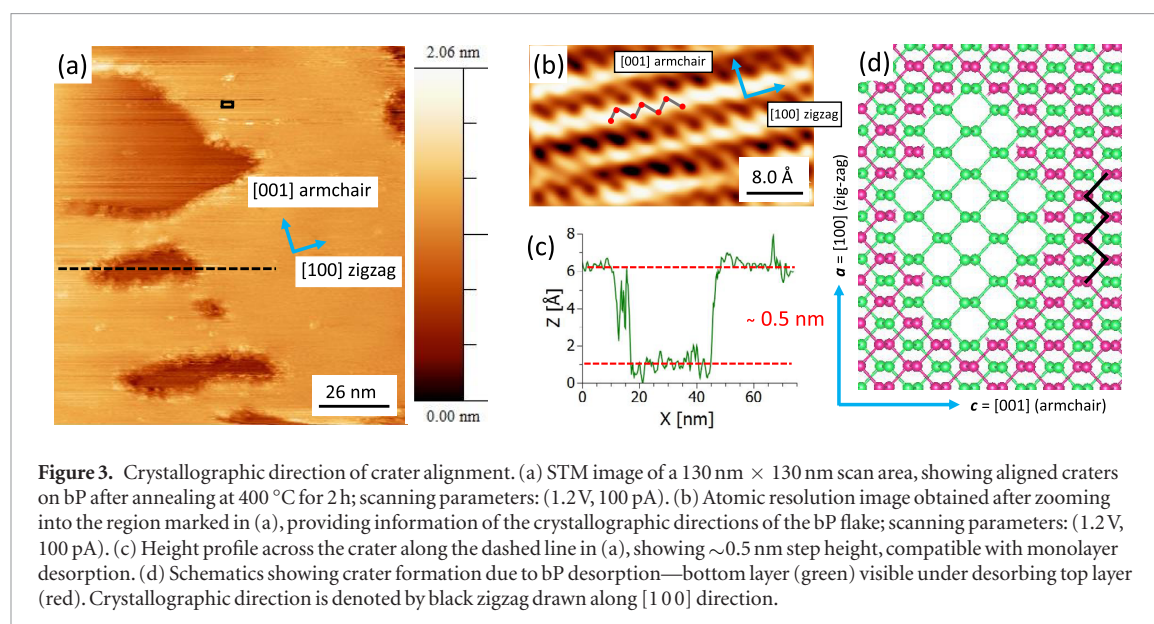 (a)
[001] armchair
[100] zigzag
26 nm
2.06 nm
0.00 nm
(b)
[001] armchair
[100] zigzag
8.0 Å
(c)
8
6
4
2
0
Z [Å]
~ 0.5 nm
0 20 40 60
X [nm]
(d)
a = [100] (zig-zag)
c = [001] (armchair)
Figure 3. Crystallographic direction of crater alignment. (a) STM image of a 130 nm × 130 nm scan area, showing aligned craters
on bP after annealing at 400 °C for 2 h; scanning parameters: (1.2 V, 100 pA). (b) Atomic resolution image obtained after zooming
into the region marked in (a), providing information of the crystallographic directions of the bP flake; scanning parameters: (1.2 V,
100 pA). (c) Height profile across the crater along the dashed line in (a), showing ~0.5 nm step height, compatible with monolayer
desorption. (d) Schematics showing crater formation due to bP desorption—bottom layer (green) visible under desorbing top layer
(red). Crystallographic direction is denoted by black zigzag drawn along [1 0 0] direction.